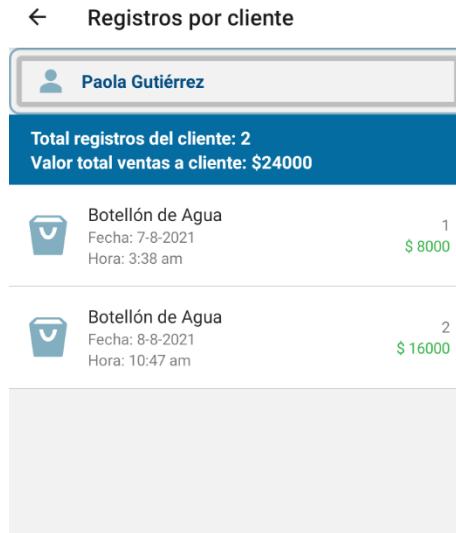 Registros por cliente
Paola Gutiérrez
Total registros del cliente: 2
Valor total ventas a cliente: $24000
Botellón de Agua
Fecha: 7-8-2021
Hora: 3:38 am
1
$ 8000
Botellón de Agua
Fecha: 8-8-2021
Hora: 10:47 am
2
$ 16000